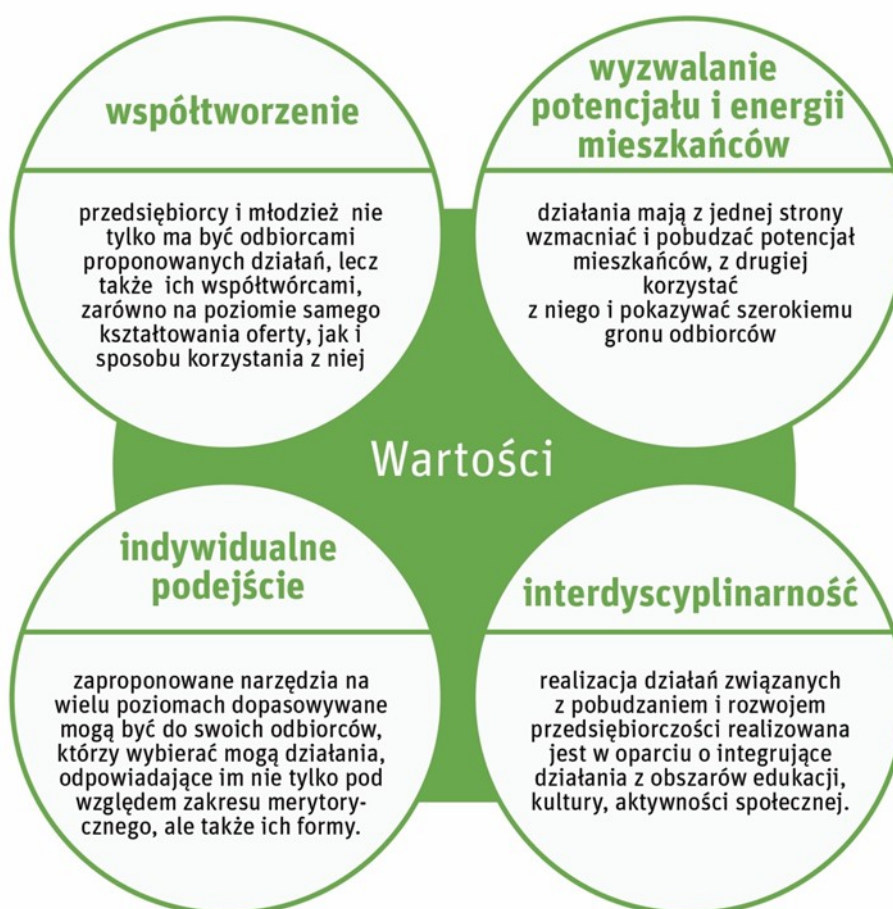 współtworzenie
przedsiębiorcy i młodzież nie
tylko ma być odbiorcami
proponowanych działań, lecz
także ich współtwórcami,
zarówno na poziomie samego
kształtowania oferty, jak i
sposobu korzystania z niej
wyzwalanie
potencjału i energii
mieszkańców
działania mają z jednej strony
wzmacniać i pobudzać potencjał
mieszkańców, z drugiej
korzystać
z niego i pokazywać szerokiemu
gronu odbiorców
Wartości
indywidualne
podejście
zaproponowane narzędzia na
wielu poziomach dopasowywane
mogą być do swoich odbiorców,
którzy wybierać mogą działania,
odpowiadające im nie tylko pod
względem zakresu merytory-
cznego, ale także ich formy.
interdyscyplinarność
realizacja działań związanych
z pobudzaniem i rozwojem
przedsiębiorczości realizowana
jest w oparciu o integrujące
działania z obszarów edukacji,
kultury, aktywności społecznej.